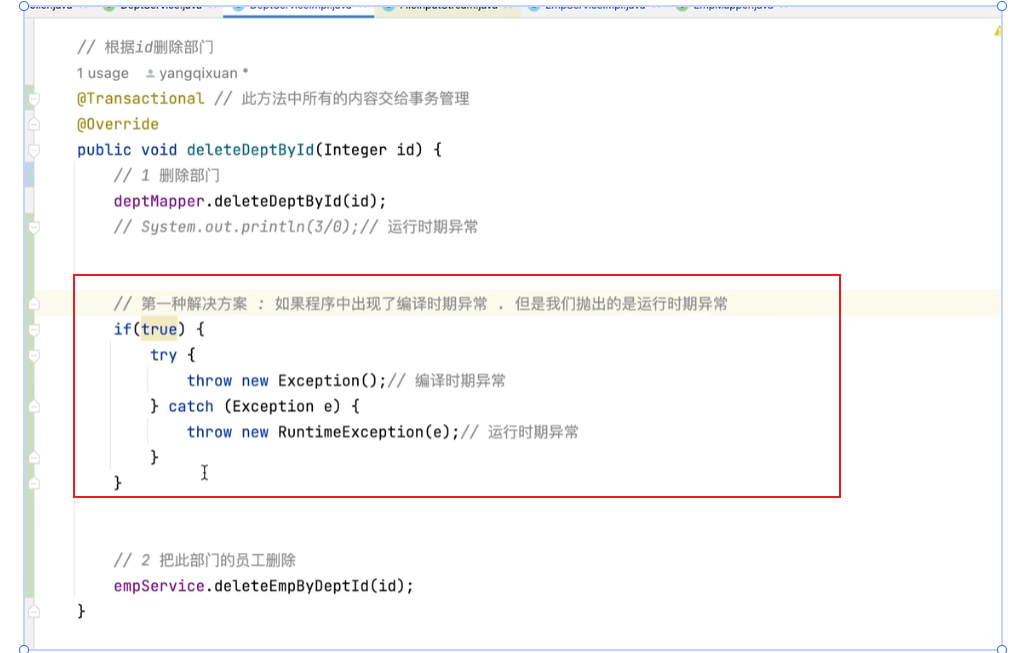 // 根据id删除部门
1 usage yangqixuan *
@Transactional // 此方法中所有的内容交给事务管理
@Override
public void deleteDeptById(Integer id) {
// 1 删除部门
deptMapper.deleteDeptById(id);
// System.out.println(3/0);// 运行时期异常
// 第一种解决方案 : 如果程序中出现了编译时期异常 . 但是我们抛出的是运行时期异常
if(true) {
try {
throw new Exception();// 编译时期异常
} catch (Exception e) {
throw new RuntimeException(e);// 运行时期异常
}
}
// 2 把此部门的员工删除
empService.deleteEmpByDeptId(id);
}